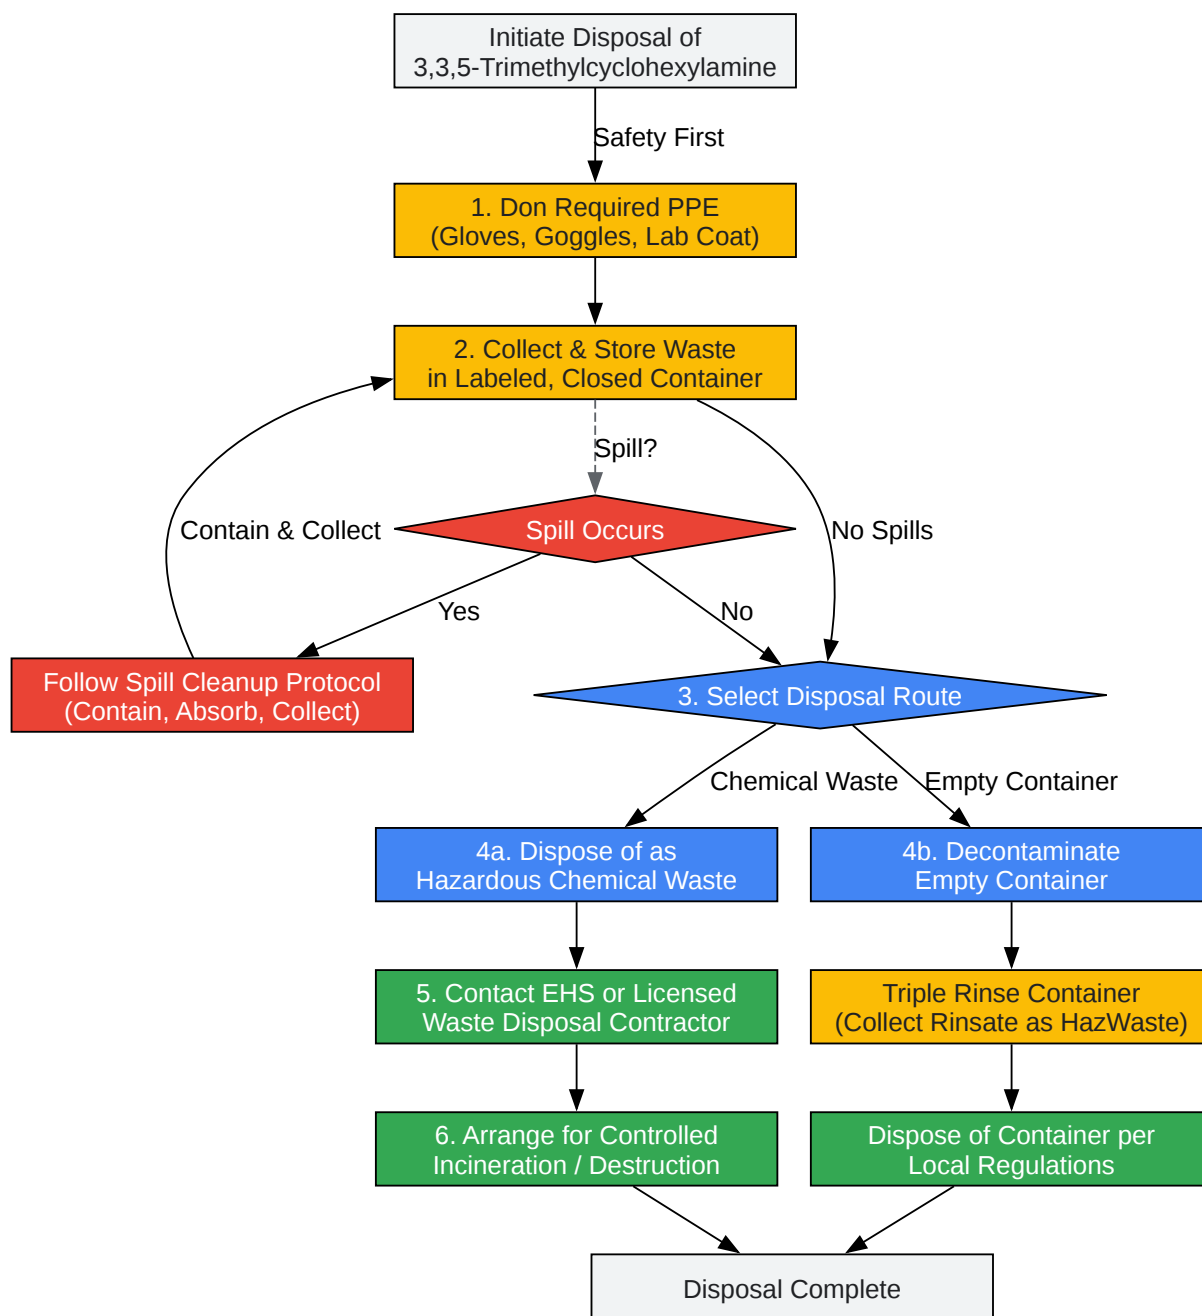 Initiate Disposal of
3,3,5-Trimethylcyclohexylamine
Safety First
1. Don Required PPE
(Gloves, Goggles, Lab Coat)
2. Collect & Store Waste
in Labeled, Closed Container
Spill?
Contain & Collect
Spill Occurs
No Spills
Yes
No
Follow Spill Cleanup Protocol
(Contain, Absorb, Collect)
3. Select Disposal Route
Chemical Waste
Empty Container
4a. Dispose of as
Hazardous Chemical Waste
4b. Decontaminate
Empty Container
5. Contact EHS or Licensed
Waste Disposal Contractor
Triple Rinse Container
(Collect Rinsate as HazWaste)
6. Arrange for Controlled
Incineration / Destruction
Dispose of Container per
Local Regulations
Disposal Complete